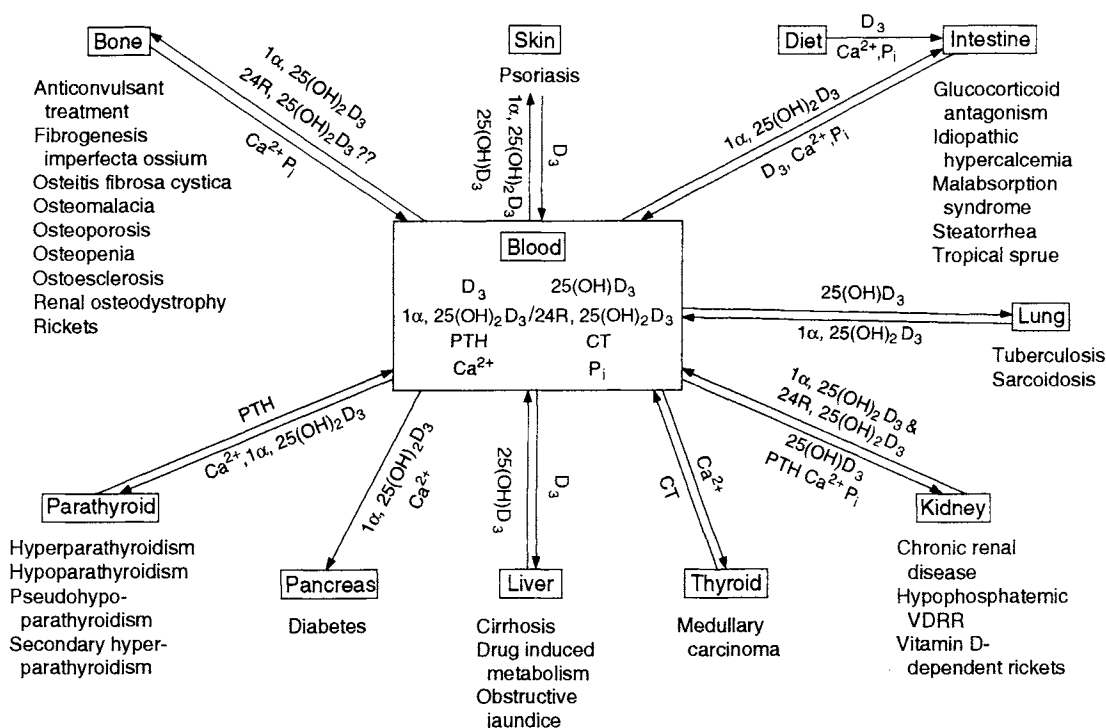 Bone
Anticonvulsant
treatment
Fibrogenesis
imperfecta ossium
Osteitis fibrosa cystica
Osteomalacia
Osteoporosis
Osteopenia
Ostoesclerosis
Renal osteodystrophy
Rickets
1α, 25(OH)₂D₃
24R, 25(OH)₂D₃??
Ca²⁺Pᵢ
Skin
Psoriasis
25(OH)D₃
1α, 25(OH)₂D₃
D₃
Diet
D₃
Ca²⁺,Pᵢ
Intestine
Glucocorticoid
antagonism
Idiopathic
hypercalcemia
Malabsorption
syndrome
Steatorrhea
Tropical sprue
1α, 25(OH)₂D₃
D₃, Ca²⁺,Pᵢ
Blood
D₃ 25(OH)D₃
1α, 25(OH)₂D₃/24R, 25(OH)₂D₃
PTH CT
Ca²⁺ Pᵢ
25(OH)D₃
1α, 25(OH)₂D₃
Lung
Tuberculosis
Sarcoidosis
PTH
Ca²⁺,1α, 25(OH)₂D₃
Parathyroid
Hyperparathyroidism
Hypoparathyroidism
Pseudohypo-
parathyroidism
Secondary hyper-
parathyroidism
1α, 25(OH)₂D₃
Ca²⁺
Pancreas
Diabetes
25(OH)D₃
D₃
Liver
Cirrhosis
Drug induced
metabolism
Obstructive
jaundice
Ca²⁺
CT
Thyroid
Medullary
carcinoma
1α, 25(OH)₂D₃ &
24R, 25(OH)₂D₃
25(OH)D₃
PTH Ca²⁺ Pᵢ
Kidney
Chronic renal
disease
Hypophosphatemic
VDRR
Vitamin D-
dependent rickets